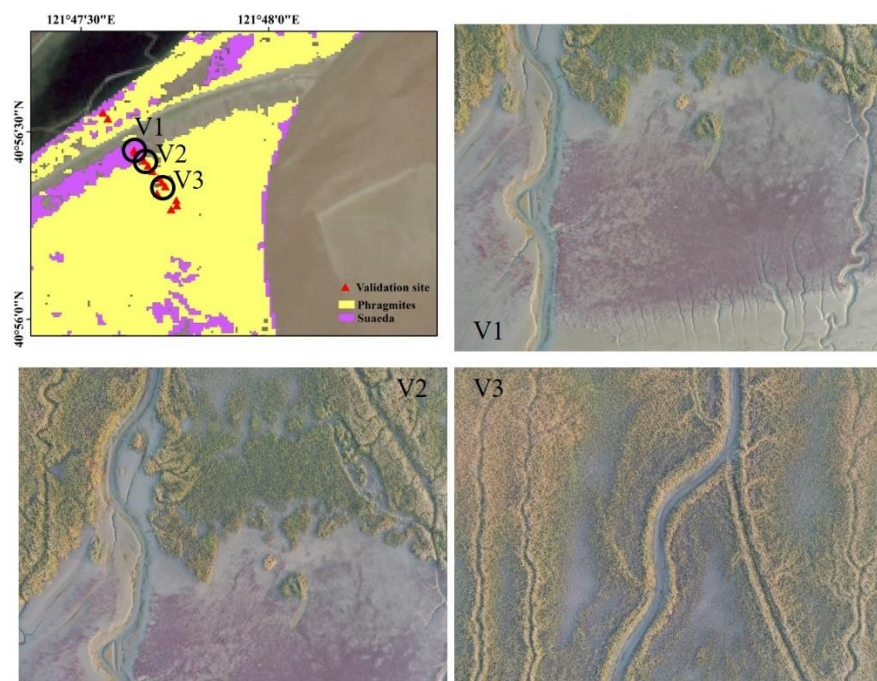 121°47'30"E
121°48'0"E
40°56'30"N
40°56'0"N
V1
V2
V3
Validation site
Phragmites
Suaeda
V1
V2
V3